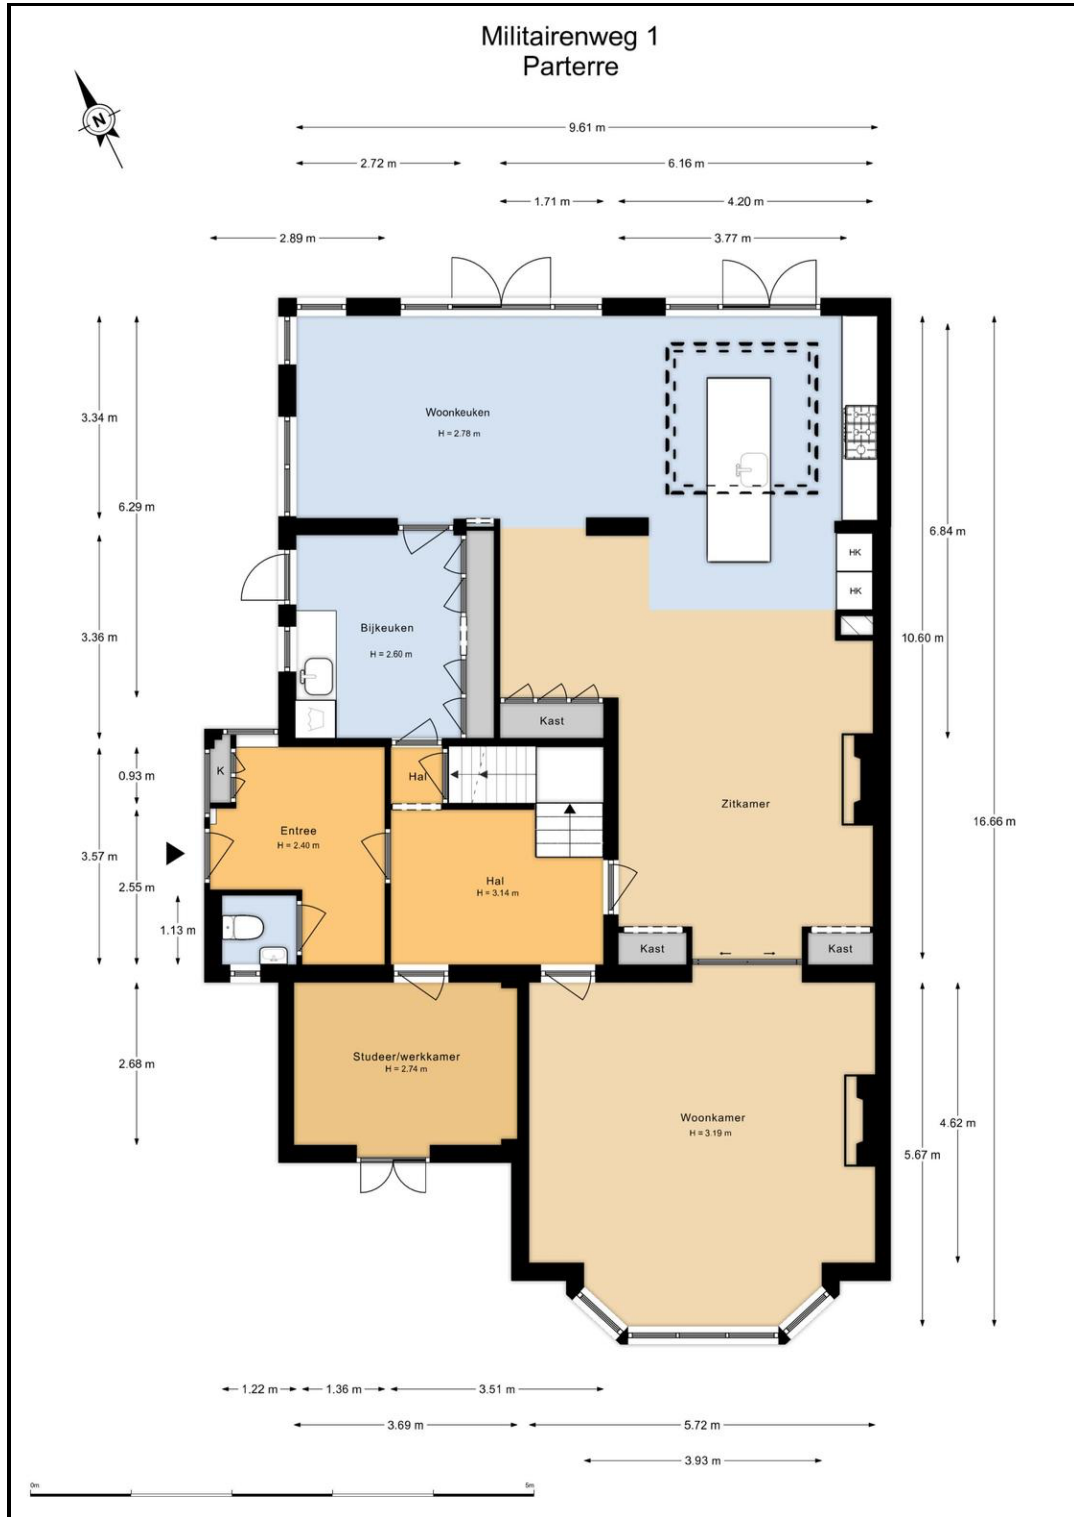 Militairenweg 1
Parterre
N
9.61 m
2.72 m
6.16 m
1.71 m
4.20 m
2.89 m
3.77 m
3.34 m
6.29 m
3.36 m
0.93 m
3.57 m
2.55 m
1.13 m
2.68 m
Woonkeuken
H = 2.78 m
HK
HK
Bijkeuken
H = 2.60 m
Kast
K
Hal
Entree
H = 2.40 m
Hal
H = 3.14 m
Zitkamer
Kast
Kast
Studeer/werkkamer
H = 2.74 m
Woonkamer
H = 3.19 m
6.84 m
10.60 m
16.66 m
4.62 m
5.67 m
1.22 m
1.36 m
3.51 m
3.69 m
5.72 m
3.93 m
0m
5m